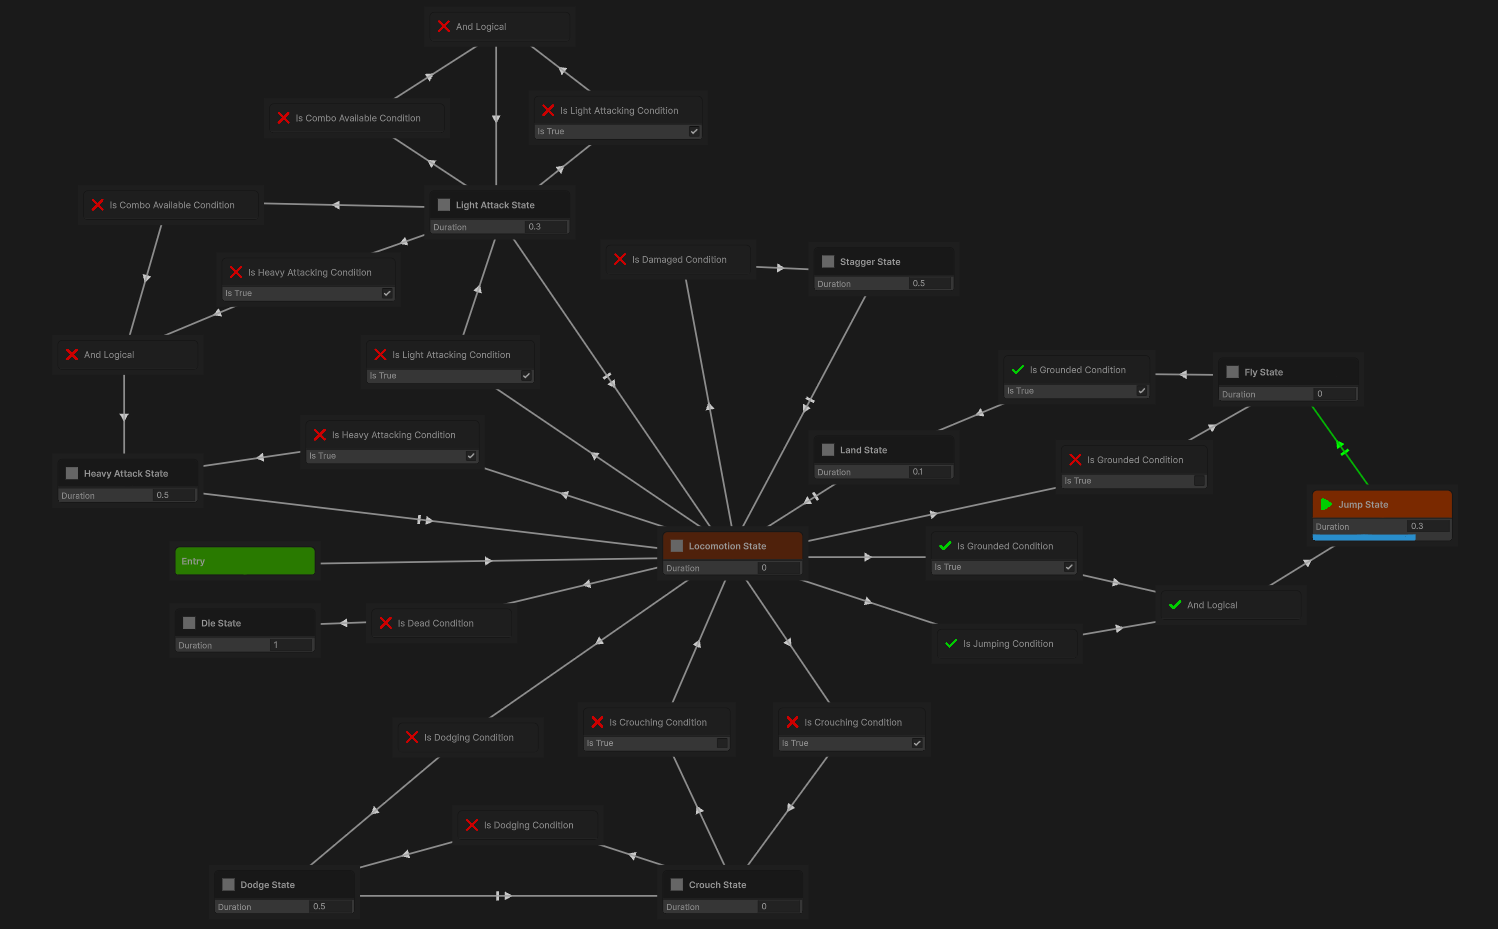 And Logical
Is Combo Available Condition
Is Light Attacking Condition
Is True
Is Combo Available Condition
Light Attack State
Duration
0.3
Is Heavy Attacking Condition
Is True
Is Damaged Condition
Stagger State
Duration
0.5
And Logical
Is Light Attacking Condition
Is True
Is Grounded Condition
Is True
Fly State
Duration
0
Is Heavy Attacking Condition
Is True
Land State
Duration
0.1
Is Grounded Condition
Is True
Heavy Attack State
Duration
0.5
Jump State
Duration
0.3
Entry
Locomotion State
Duration
0
Is Grounded Condition
Is True
And Logical
Die State
Duration
1
Is Dead Condition
Is Jumping Condition
Is Dodging Condition
Is Crouching Condition
Is True
Is Crouching Condition
Is True
Is Dodging Condition
Dodge State
Duration
0.5
Crouch State
Duration
0